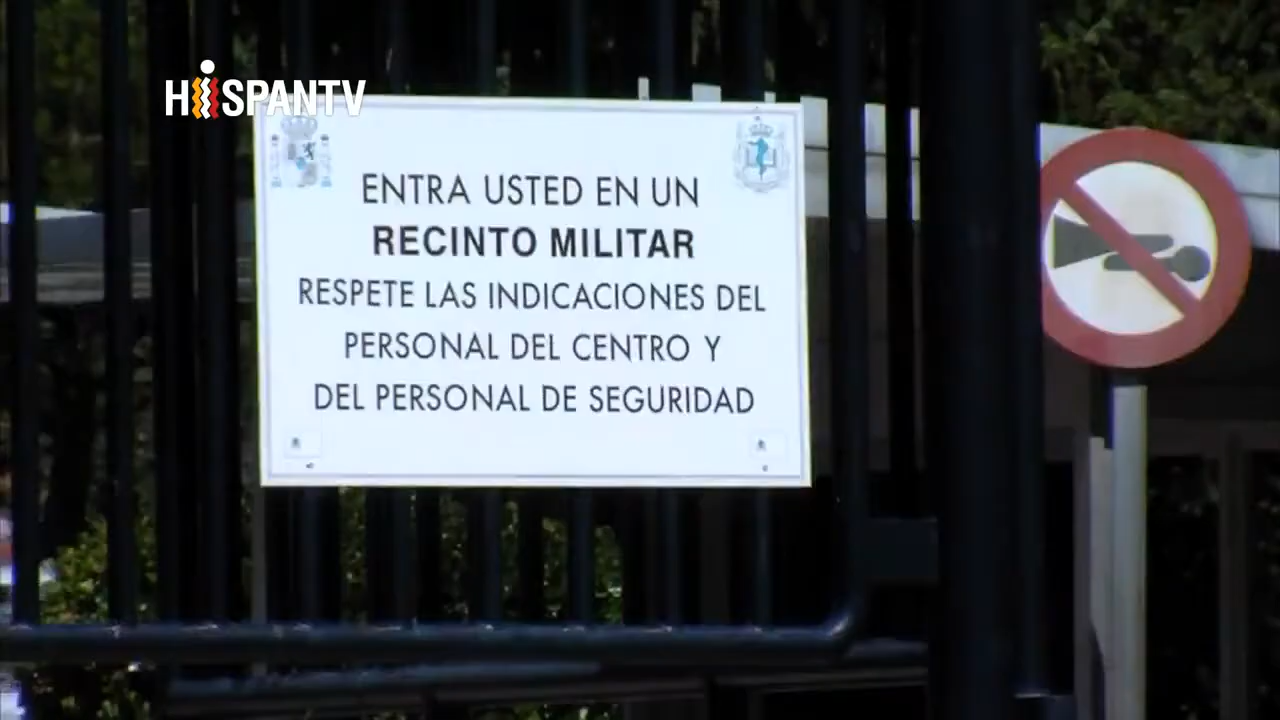 HISPANTV
ENTRA USTED EN UN
RECINTO MILITAR
RESPETE LAS INDICACIONES DEL
PERSONAL DEL CENTRO Y
DEL PERSONAL DE SEGURIDAD